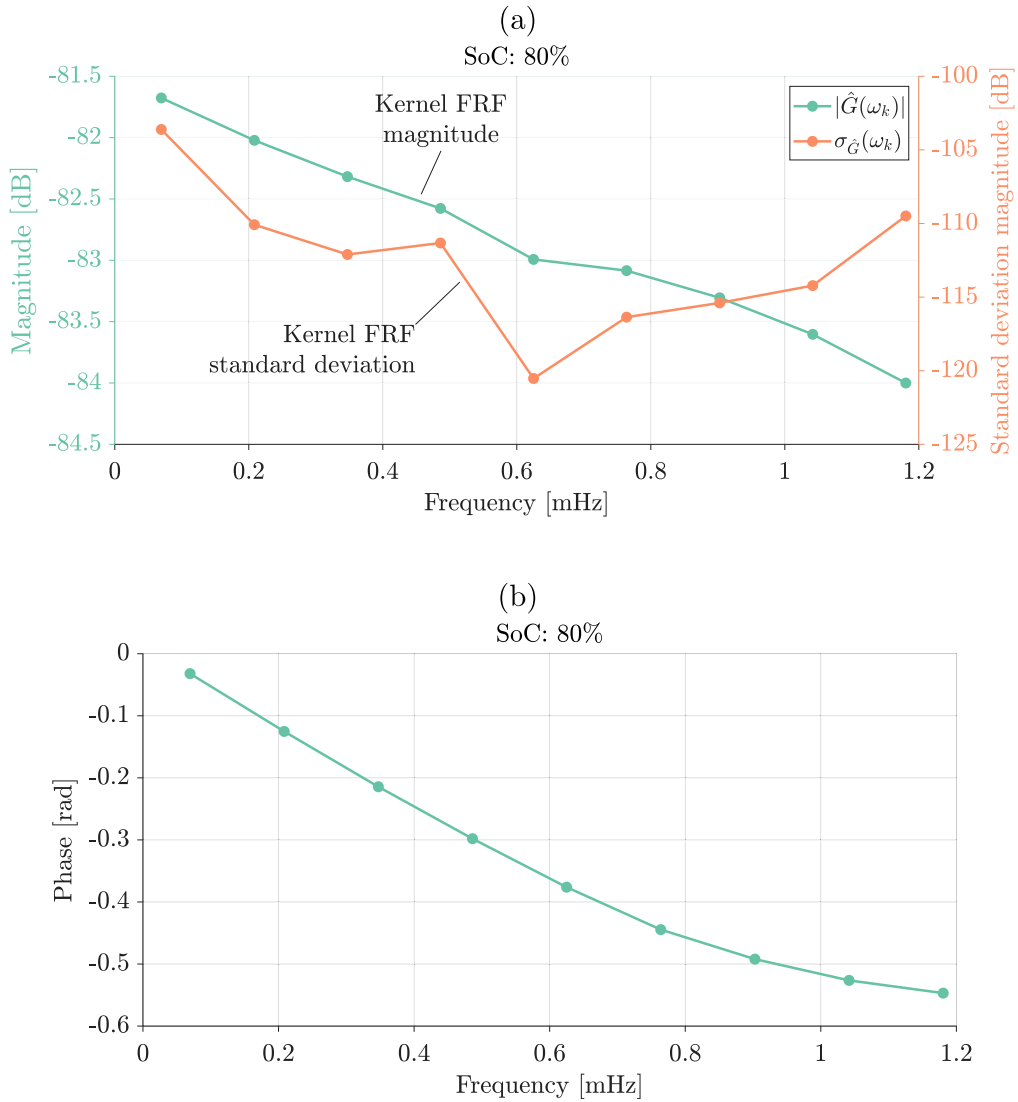 (a)
SoC: 80%
Magnitude [dB]
-81.5
-82
-82.5
-83
-83.5
-84
-84.5
Kernel FRF
magnitude
Kernel FRF
standard deviation
|Ĝ(ω_k)|
σ_Ĝ(ω_k)
-100
-105
-110
-115
-120
-125
Standard deviation magnitude [dB]
0 0.2 0.4 0.6 0.8 1 1.2
Frequency [mHz]
(b)
SoC: 80%
Phase [rad]
0
-0.1
-0.2
-0.3
-0.4
-0.5
-0.6
0 0.2 0.4 0.6 0.8 1 1.2
Frequency [mHz]